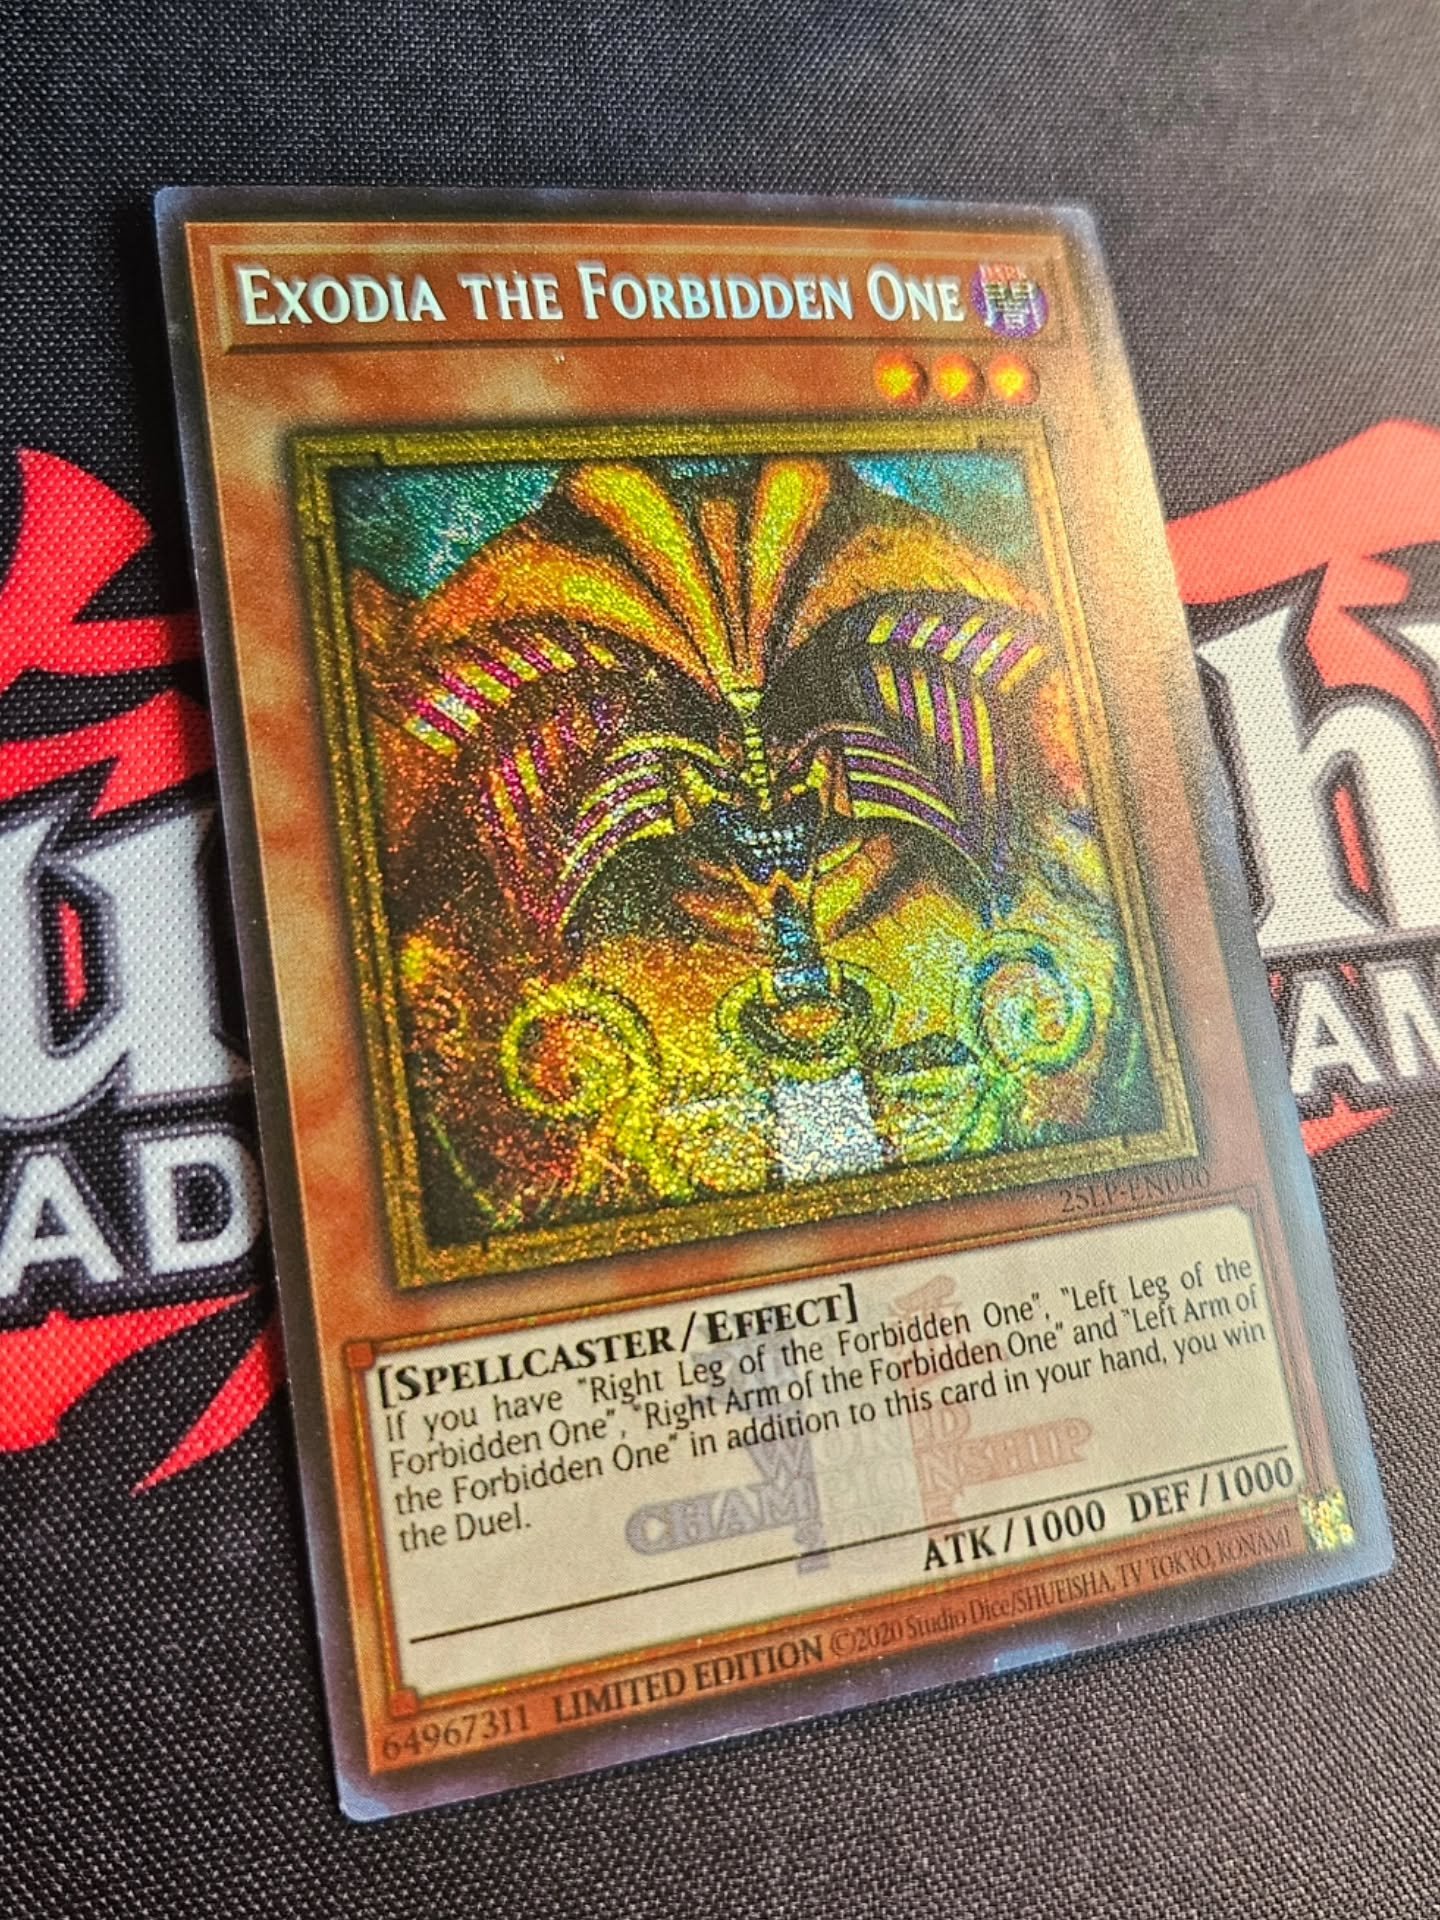 EXODIA THE FORBIDDEN ONE
DARK
闇
[SPELLCASTER/EFFECT]
If you have "Right Leg of the Forbidden One", "Left Leg of the
Forbidden One", "Right Arm of the Forbidden One" and "Left Arm of
the Forbidden One" in addition to this card in your hand, you win
the Duel.
CHAMPIONSHIP
ATK/1000 DEF/1000
64967311 LIMITED EDITION ©2020 Studio Dice/SHUEISHA, TV TOKYO, KONAMI